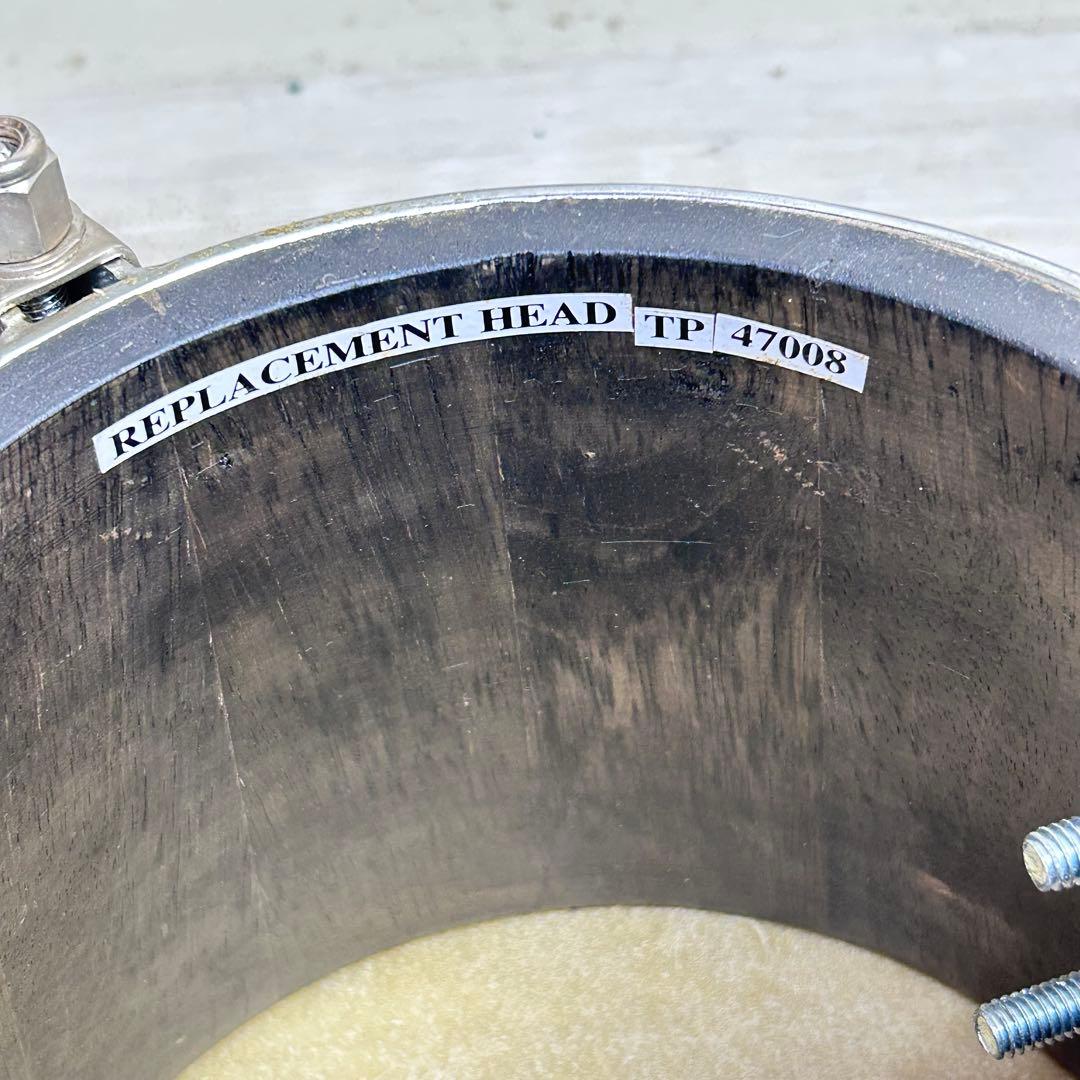 REPLACEMENT HEAD TP 47008